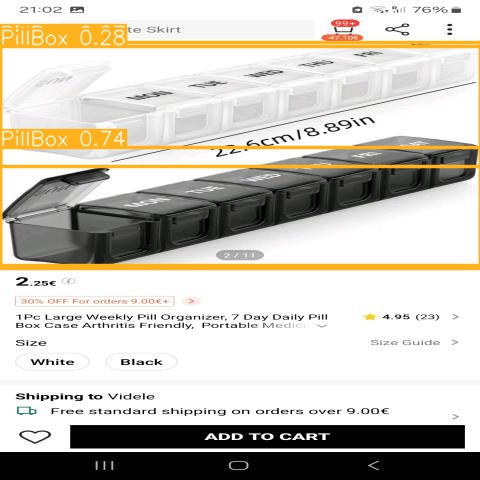 21:02
76%
PillBox 0.28
te Skirt
99+
47.10€
MON TUE WED THU FRI
22.6cm/8.89in
PillBox 0.74
MON TUE WED FRI
2 / 11
2.25€
30% OFF For orders 9.00€+
1Pc Large Weekly Pill Organizer, 7 Day Daily Pill
Box Case Arthritis Friendly, Portable Medici
4.95 (23)
Size
Size Guide
White
Black
Shipping to Videle
Free standard shipping on orders over 9.00€
ADD TO CART